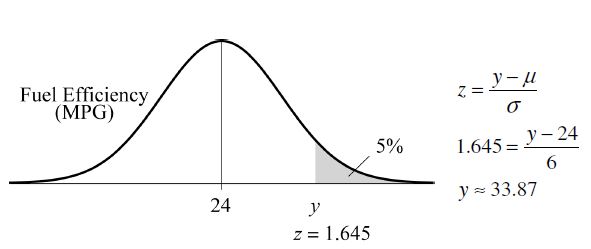 Fuel Efficiency
(MPG)
5%
24
y
z = 1.645
z = (y − μ)/σ
1.645 = (y − 24)/6
y ≈ 33.87